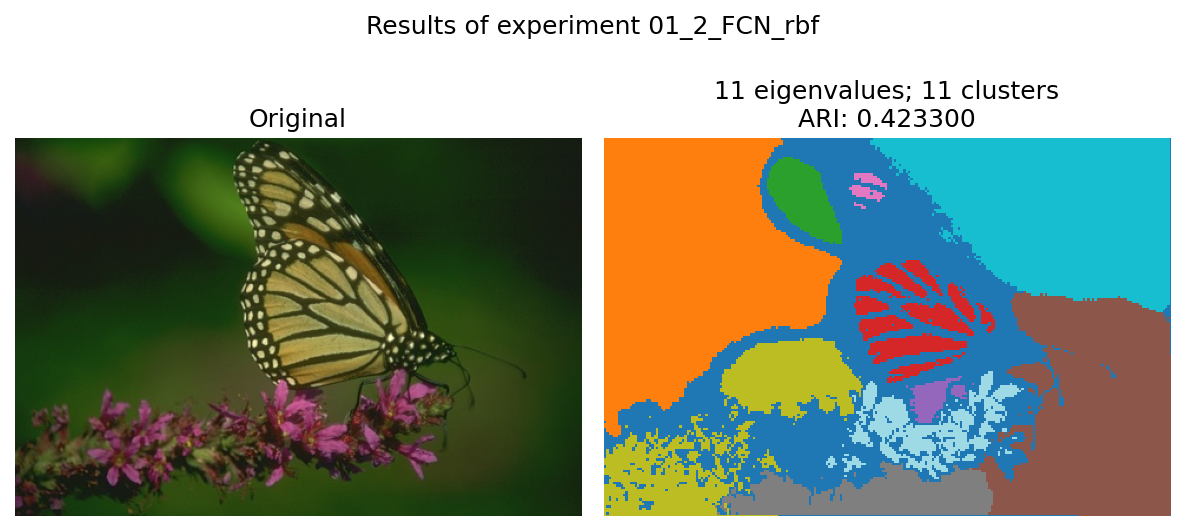 Results of experiment 01_2_FCN_rbf
Original
11 eigenvalues; 11 clusters
ARI: 0.423300